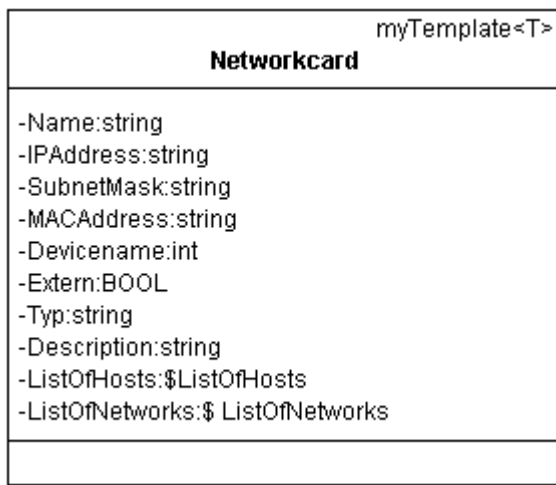 myTemplate<T>
Networkcard
-Name:string
-IPAddress:string
-SubnetMask:string
-MACAddress:string
-Devicename:int
-Extern:BOOL
-Typ:string
-Description:string
-ListOfHosts:$ListOfHosts
-ListOfNetworks:$ ListOfNetworks